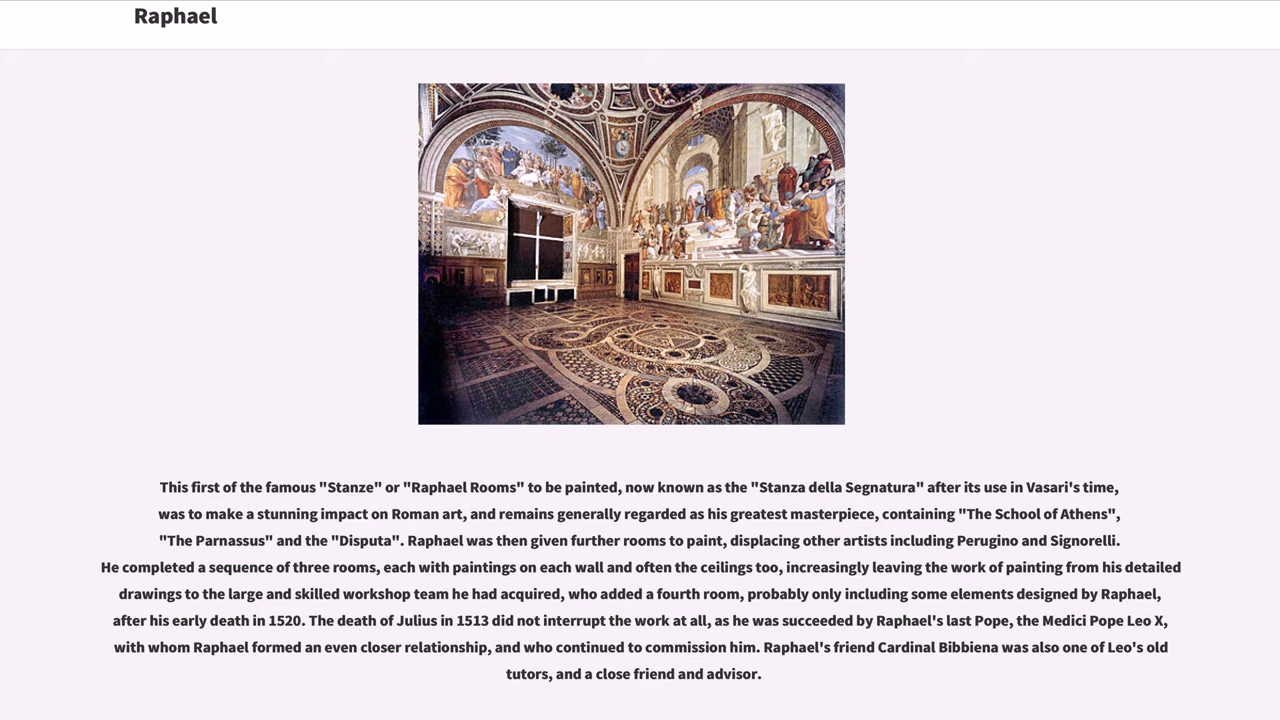 Raphael
This first of the famous "Stanze" or "Raphael Rooms" to be painted, now known as the "Stanza della Segnatura" after its use in Vasari's time,
was to make a stunning impact on Roman art, and remains generally regarded as his greatest masterpiece, containing "The School of Athens",
"The Parnassus" and the "Disputa". Raphael was then given further rooms to paint, displacing other artists including Perugino and Signorelli.
He completed a sequence of three rooms, each with paintings on each wall and often the ceilings too, increasingly leaving the work of painting from his detailed
drawings to the large and skilled workshop team he had acquired, who added a fourth room, probably only including some elements designed by Raphael,
after his early death in 1520. The death of Julius in 1513 did not interrupt the work at all, as he was succeeded by Raphael's last Pope, the Medici Pope Leo X,
with whom Raphael formed an even closer relationship, and who continued to commission him. Raphael's friend Cardinal Bibbiena was also one of Leo's old
tutors, and a close friend and advisor.